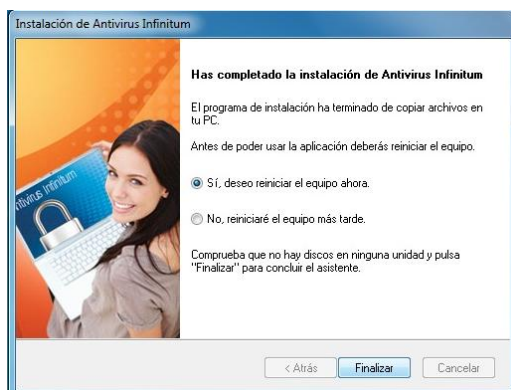 Instalación de Antivirus Infinitum
Has completado la instalación de Antivirus Infinitum
El programa de instalación ha terminado de copiar archivos en
tu PC.
Antes de poder usar la aplicación deberás reiniciar el equipo.
Sí, deseo reiniciar el equipo ahora.
No, reiniciaré el equipo más tarde.
Antivirus Infinitum
Comprueba que no hay discos en ninguna unidad y pulsa
"Finalizar" para concluir el asistente.
< Atrás
Finalizar
Cancelar